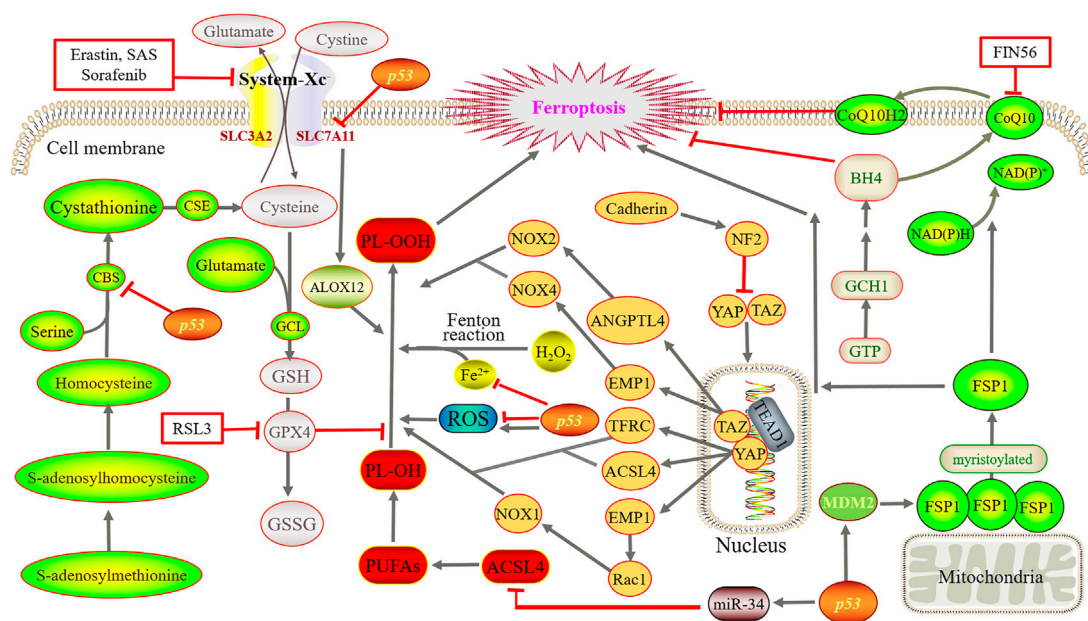 Glutamate
Cystine
Erastin, SAS
Sorafenib
System-Xc-
p53
SLC3A2
SLC7A11
Cell membrane
Ferroptosis
FIN56
CoQ10H2
CoQ10
BH4
NAD(P)+
NAD(P)H
GCH1
GTP
Cystathionine
CSE
Cysteine
CBS
Glutamate
Serine
p53
GCL
Homocysteine
GSH
RSL3
GPX4
S-adenosylhomocysteine
GSSG
S-adenosylmethionine
PL-OOH
ALOX12
Fenton
reaction
H2O2
Fe2+
ROS
p53
PL-OH
PUFAs
ACSL4
NOX2
NOX4
Cadherin
NF2
YAP
TAZ
ANGPTL4
EMP1
TFRC
ACSL4
EMP1
NOX1
Rac1
TAZ
YAP
TEAD1
Nucleus
FSP1
myristoylated
MDM2
FSP1
FSP1
FSP1
Mitochondria
miR-34
p53